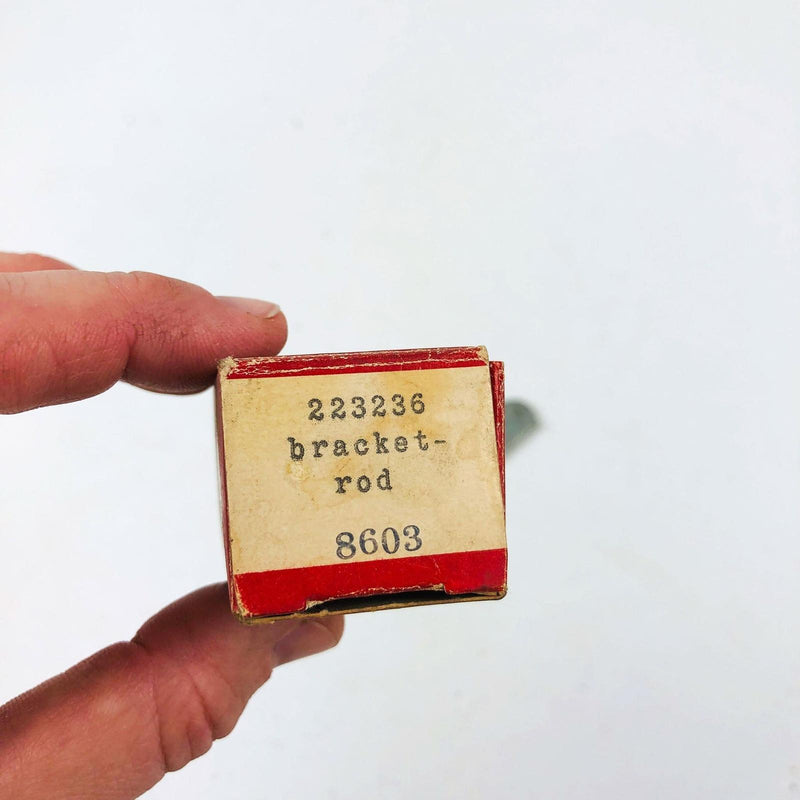 223236
bracket-
rod
8603